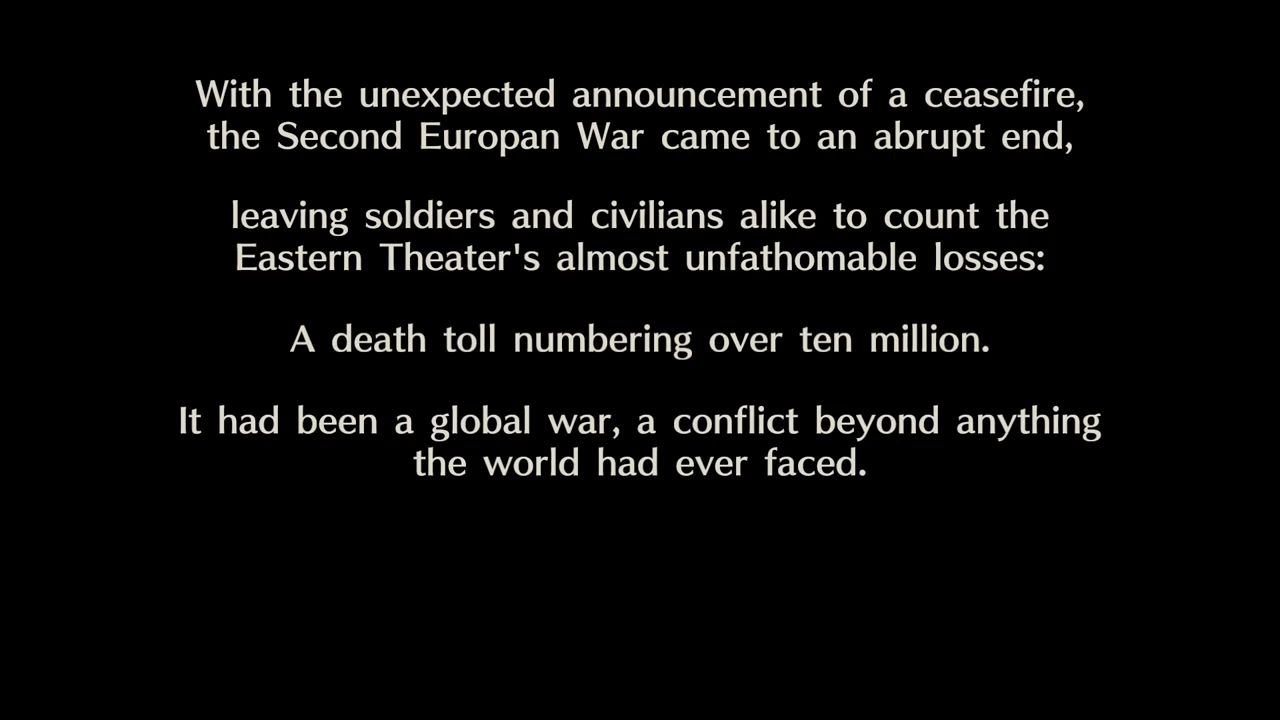 With the unexpected announcement of a ceasefire,
the Second Europan War came to an abrupt end,
leaving soldiers and civilians alike to count the
Eastern Theater's almost unfathomable losses:
A death toll numbering over ten million.
It had been a global war, a conflict beyond anything
the world had ever faced.